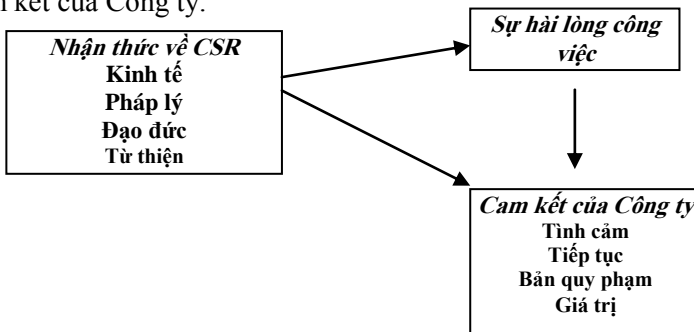 kết của Công ty.
Nhận thức về CSR
Kinh tế
Pháp lý
Đạo đức
Từ thiện
Sự hài lòng công
việc
Cam kết của Công ty
Tình cảm
Tiếp tục
Bản quy phạm
Giá trị